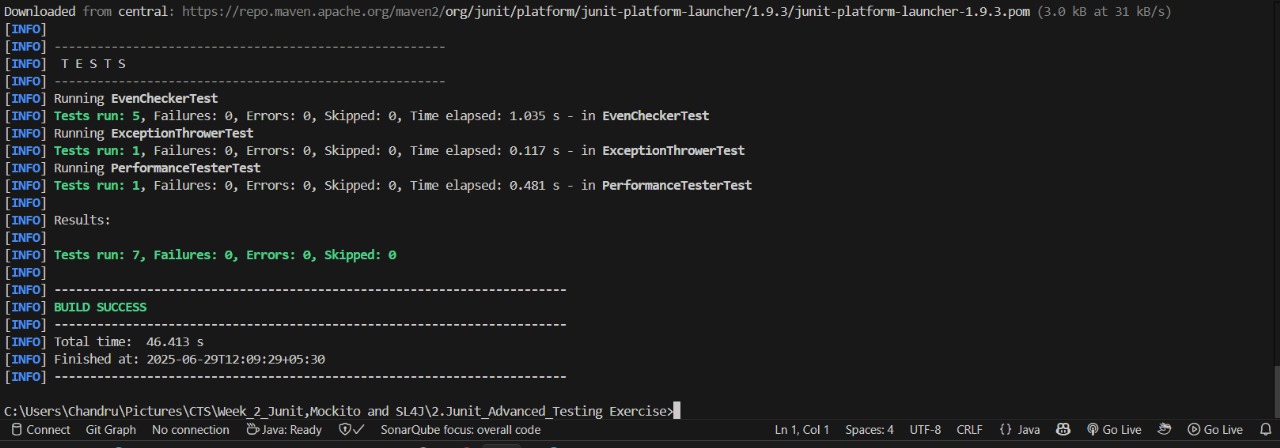 Downloaded from central: https://repo.maven.apache.org/maven2/org/junit/platform/junit-platform-launcher/1.9.3/junit-platform-launcher-1.9.3.pom (3.0 kB at 31 kB/s)
[INFO]
[INFO] -------------------------------------------------------
[INFO]  T E S T S
[INFO] -------------------------------------------------------
[INFO] Running EvenCheckerTest
[INFO] Tests run: 5, Failures: 0, Errors: 0, Skipped: 0, Time elapsed: 1.035 s - in EvenCheckerTest
[INFO] Running ExceptionThrowerTest
[INFO] Tests run: 1, Failures: 0, Errors: 0, Skipped: 0, Time elapsed: 0.117 s - in ExceptionThrowerTest
[INFO] Running PerformanceTesterTest
[INFO] Tests run: 1, Failures: 0, Errors: 0, Skipped: 0, Time elapsed: 0.481 s - in PerformanceTesterTest
[INFO]
[INFO] Results:
[INFO]
[INFO] Tests run: 7, Failures: 0, Errors: 0, Skipped: 0
[INFO]
[INFO] ------------------------------------------------------------------------
[INFO] BUILD SUCCESS
[INFO] ------------------------------------------------------------------------
[INFO] Total time:  46.413 s
[INFO] Finished at: 2025-06-29T12:09:29+05:30
[INFO] ------------------------------------------------------------------------
C:\Users\Chandru\Pictures\CTS\Week_2_Junit,Mockito and SL4J\2.Junit_Advanced_Testing Exercise>
Connect Git Graph No connection Java: Ready SonarQube focus: overall code Ln 1, Col 1 Spaces: 4 UTF-8 CRLF {} Java Go Live Go Live